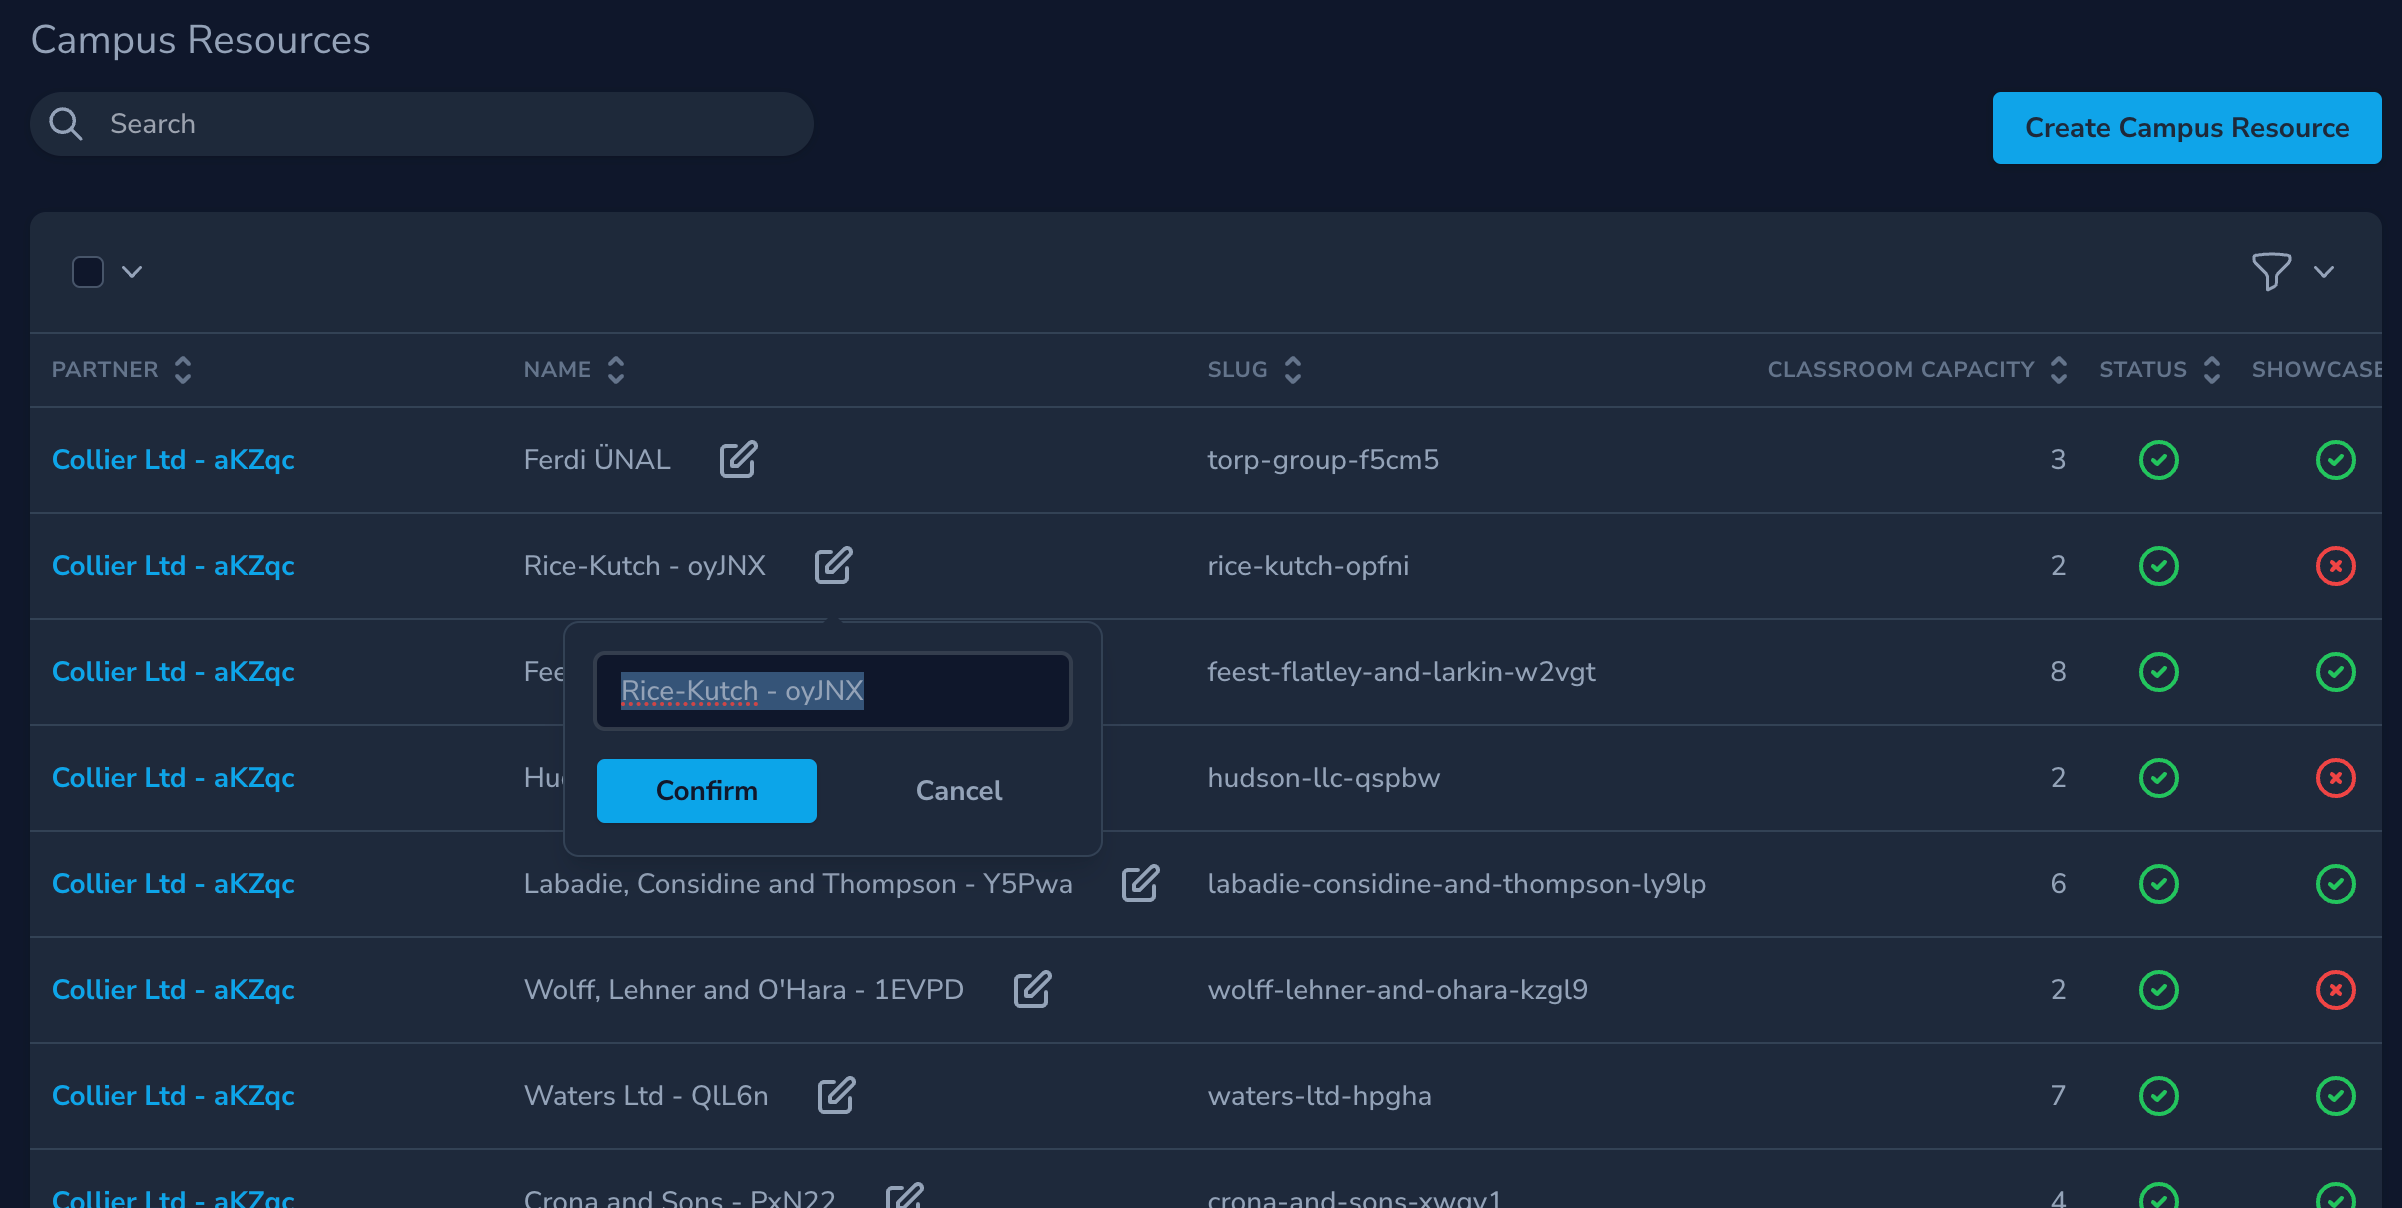 Campus Resources
Search
Create Campus Resource
PARTNER NAME SLUG CLASSROOM CAPACITY STATUS SHOWCASE
Collier Ltd - aKZqc Ferdi ÜNAL torp-group-f5cm5 3
Collier Ltd - aKZqc Rice-Kutch - oyJNX rice-kutch-opfni 2
Collier Ltd - aKZqc Fee feest-flatley-and-larkin-w2vgt 8
Rice-Kutch - oyJNX
Collier Ltd - aKZqc Hud hudson-llc-qspbw 2
Confirm Cancel
Collier Ltd - aKZqc Labadie, Considine and Thompson - Y5Pwa labadie-considine-and-thompson-ly9lp 6
Collier Ltd - aKZqc Wolff, Lehner and O'Hara - 1EVPD wolff-lehner-and-ohara-kzgl9 2
Collier Ltd - aKZqc Waters Ltd - QlL6n waters-ltd-hpgha 7
Collier Ltd - aKZqc Crona and Sons - PxN22 crona-and-sons-xwgv1 4